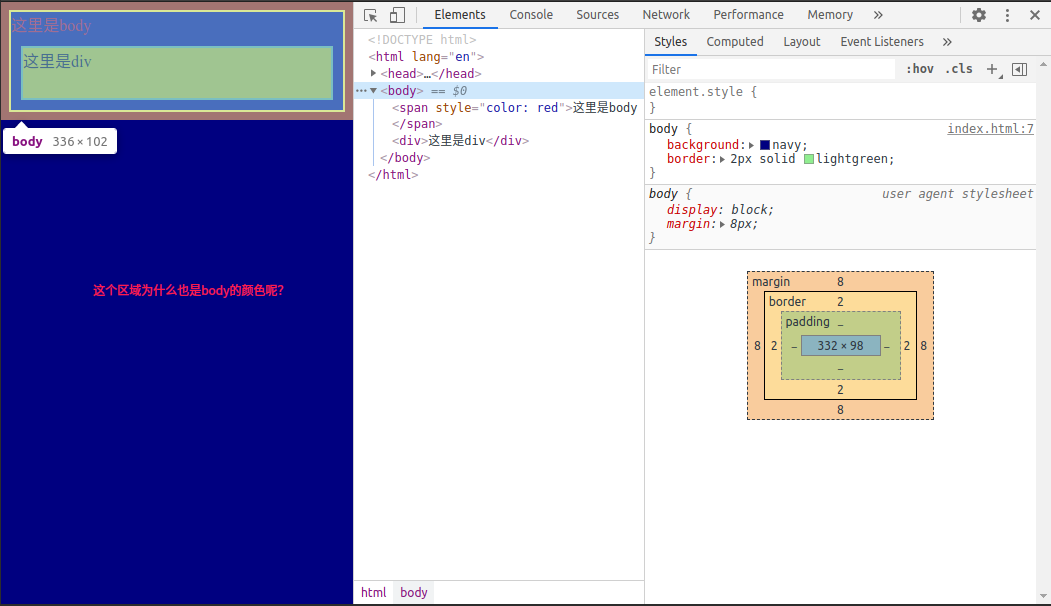 这里是body
这里是div
body 336 × 102
这个区域为什么也是body的颜色呢?
Elements Console Sources Network Performance Memory »
<!DOCTYPE html>
<html lang="en">
<head>…</head>
<body> == $0
<span style="color: red">这里是body
</span>
<div>这里是div</div>
</body>
</html>
html body
Styles Computed Layout Event Listeners »
Filter :hov .cls +
element.style {
}
body { index.html:7
background: navy;
border: 2px solid lightgreen;
}
body { user agent stylesheet
display: block;
margin: 8px;
}
margin 8
border 2
padding –
8 2 – 332 × 98 – 2 8
–
2
8